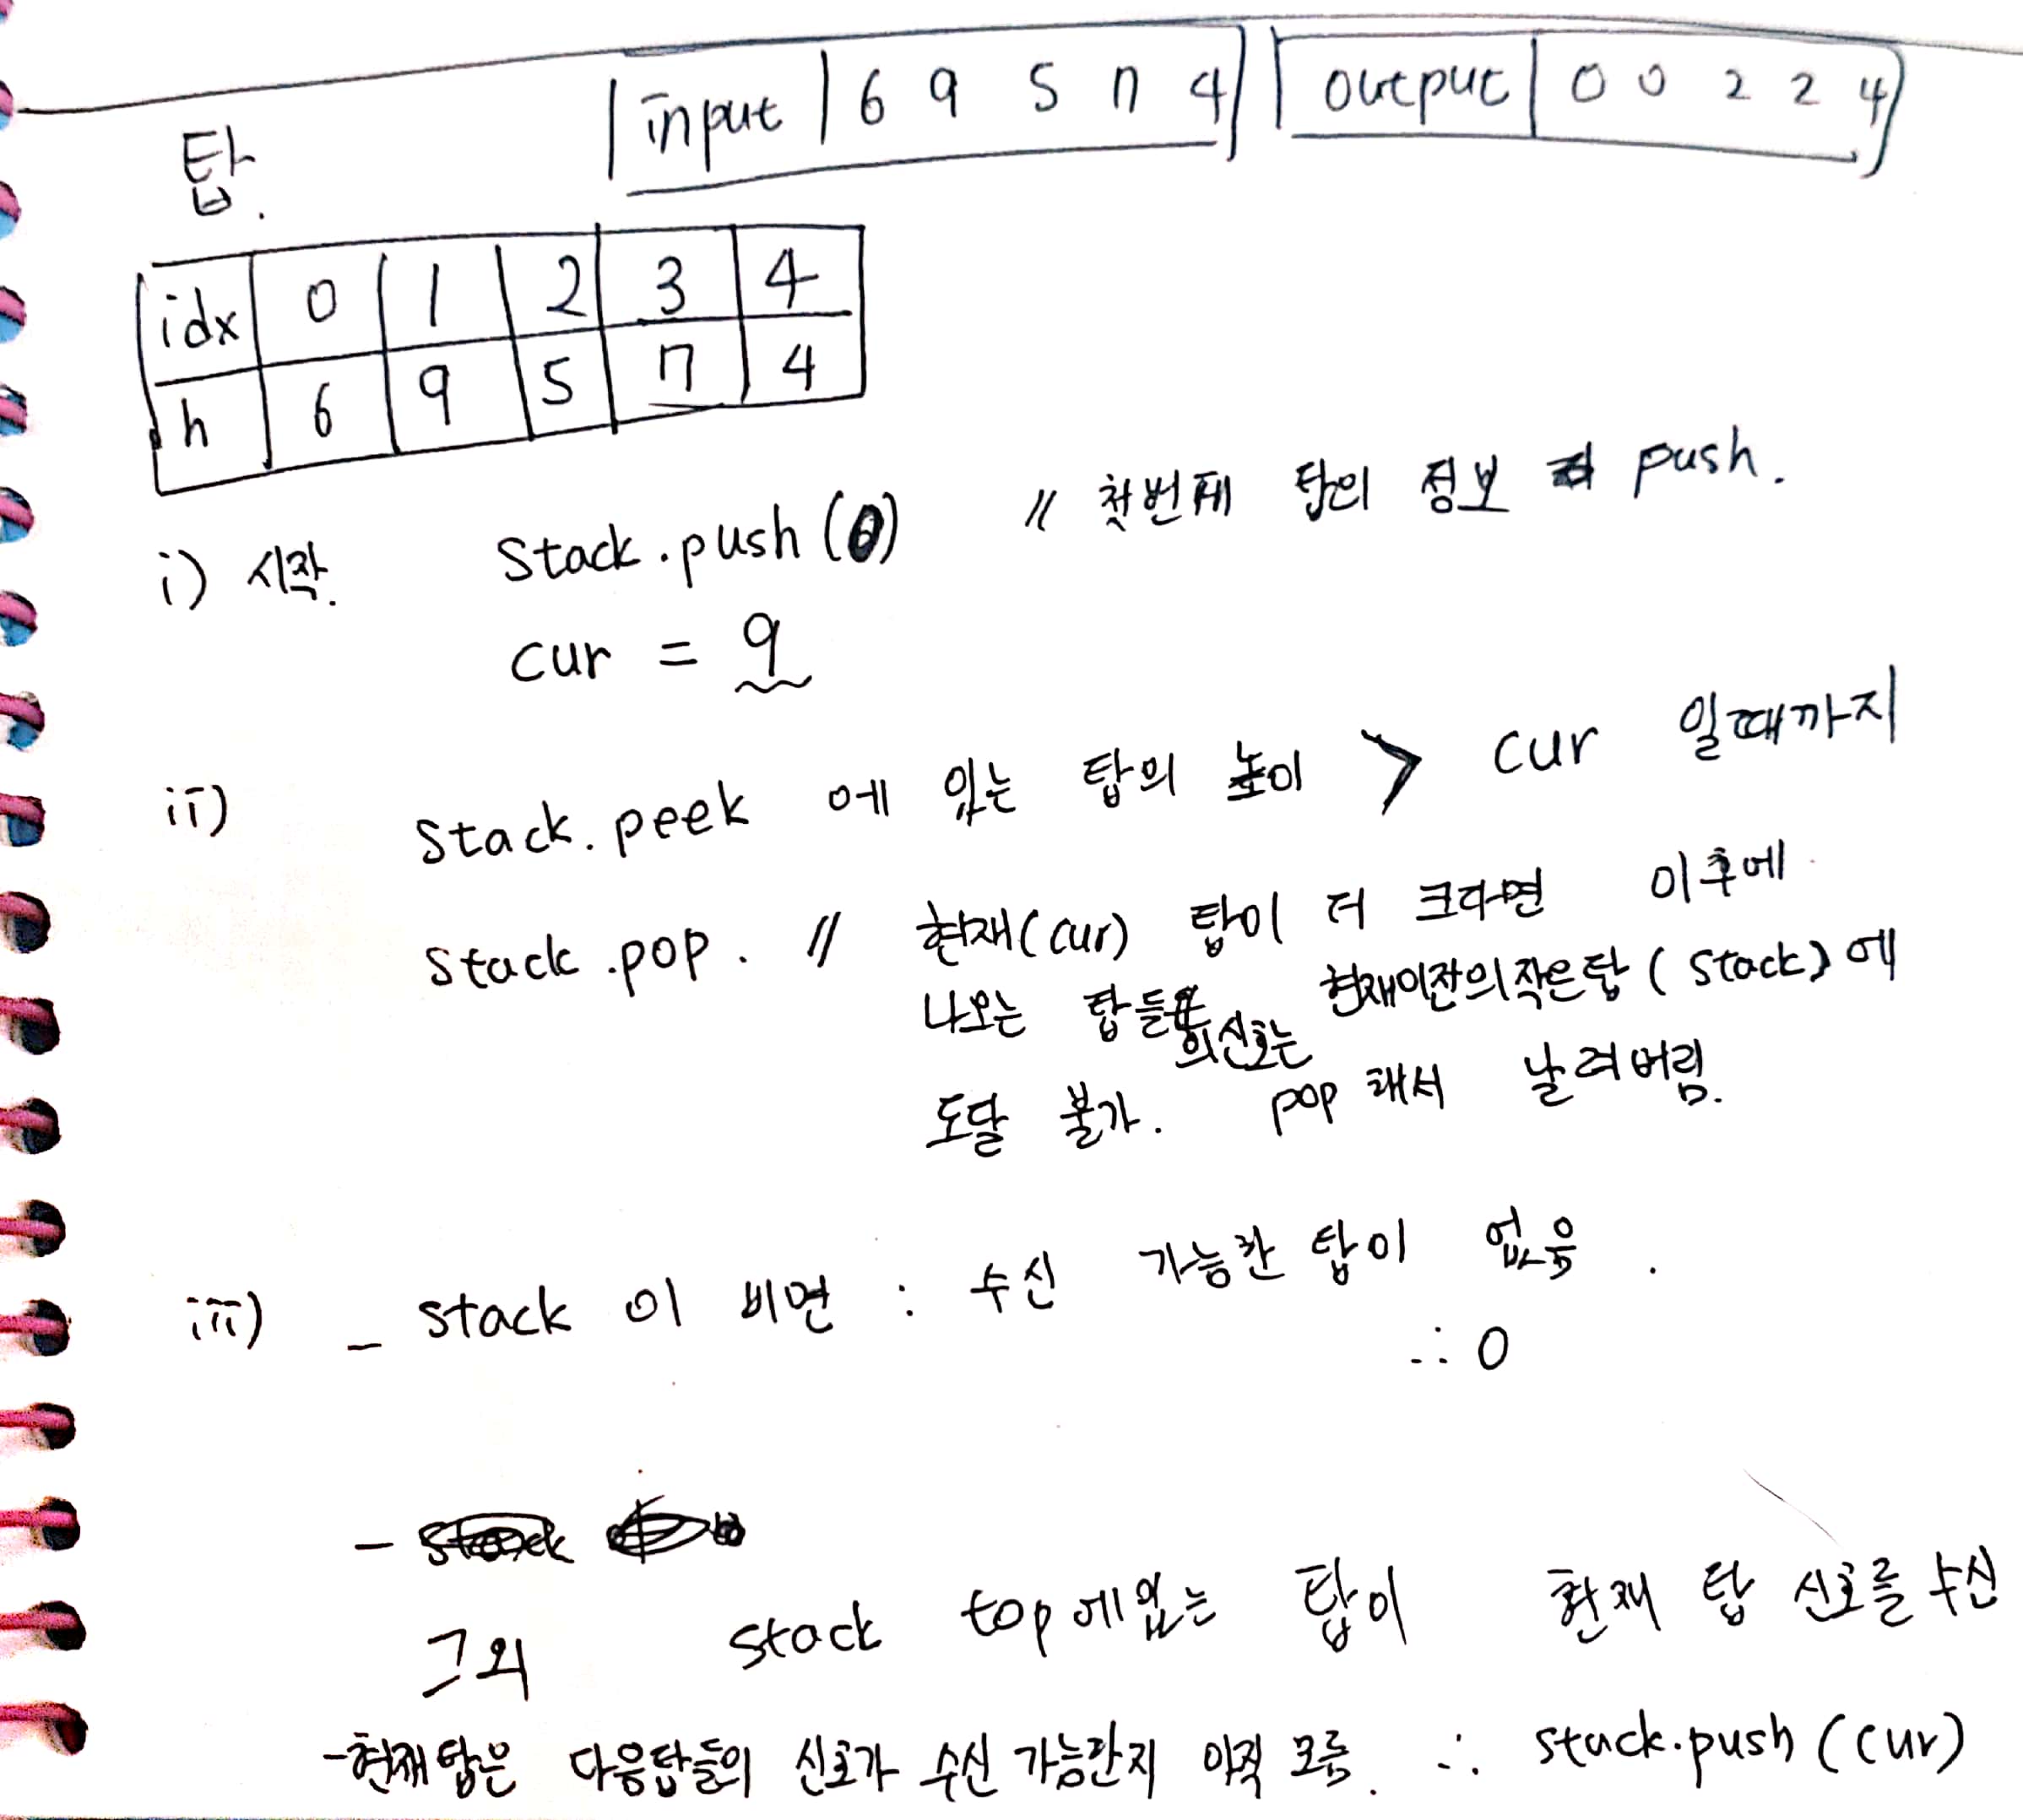 input 6 9 5 7 4 output 0 0 2 2 4
탑.
idx 0 1 2 3 4
h 6 9 5 7 4
i) 시작. stack.push(0) // 첫번째 탑의 정보 push.
cur = 9
ii) stack.peek 에 있는 탑의 높이 > cur 일때까지
stack.pop. // 현재(cur) 탑이 더 크다면 이후에
나오는 탑들의 신호는 현재이전의작은탑(stack)에
도달 불가. pop 해서 날려버림.
iii) - stack 이 비면 : 수신 가능한 탑이 없음.
∴ 0
-
그외 stack top에있는 탑이 현재 탑 신호를 수신
-현재탑은 다음탑들의 신호가 수신 가능한지 아직 모름. ∴ stack.push(cur)